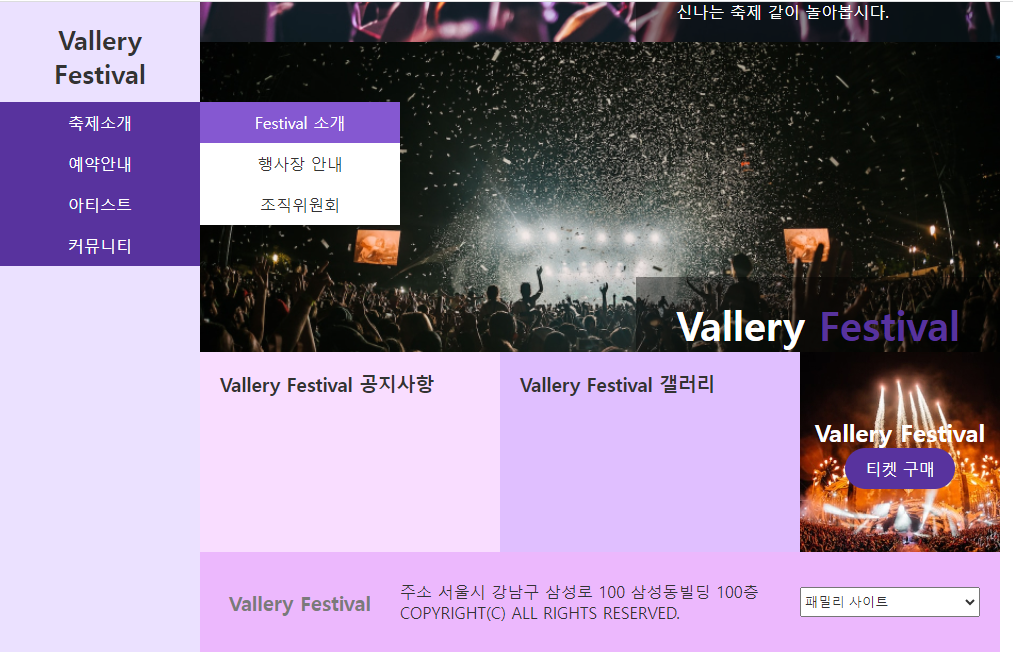 Vallery
Festival
축제소개
예약안내
아티스트
커뮤니티
Festival 소개
행사장 안내
조직위원회
신나는 축제 같이 놀아봅시다.
Vallery Festival
Vallery Festival 공지사항
Vallery Festival 갤러리
Vallery Festival
티켓 구매
Vallery Festival
주소 서울시 강남구 삼성로 100 삼성동빌딩 100층
COPYRIGHT(C) ALL RIGHTS RESERVED.
패밀리 사이트